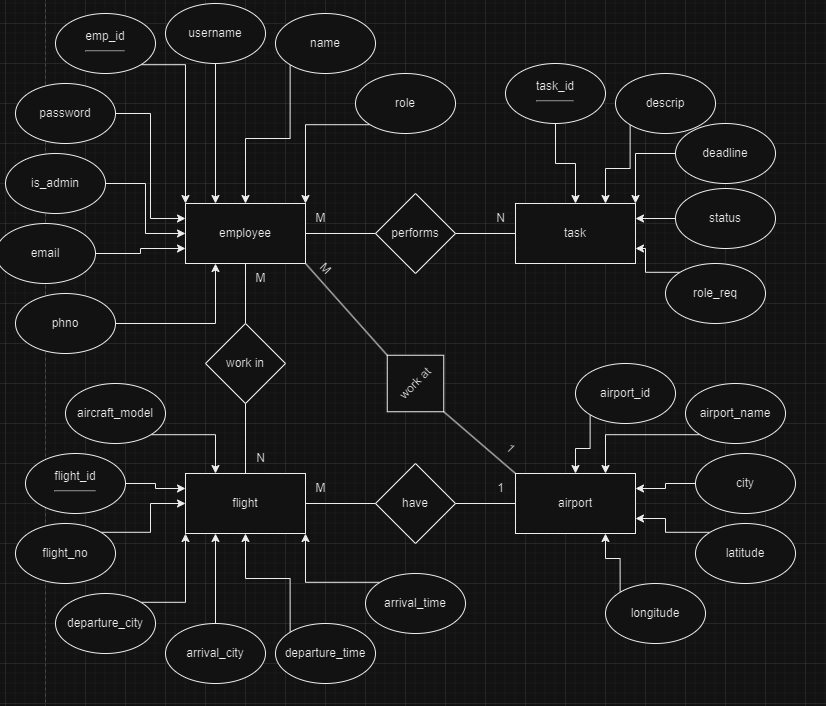 emp_id
username
name
password
role
task_id
descrip
deadline
is_admin
M
N
status
employee
performs
task
email
M
M
role_req
phno
work in
work at
aircraft_model
airport_id
airport_name
N
1
flight_id
M
1
city
flight
have
airport
flight_no
latitude
departure_city
arrival_time
longitude
arrival_city
departure_time